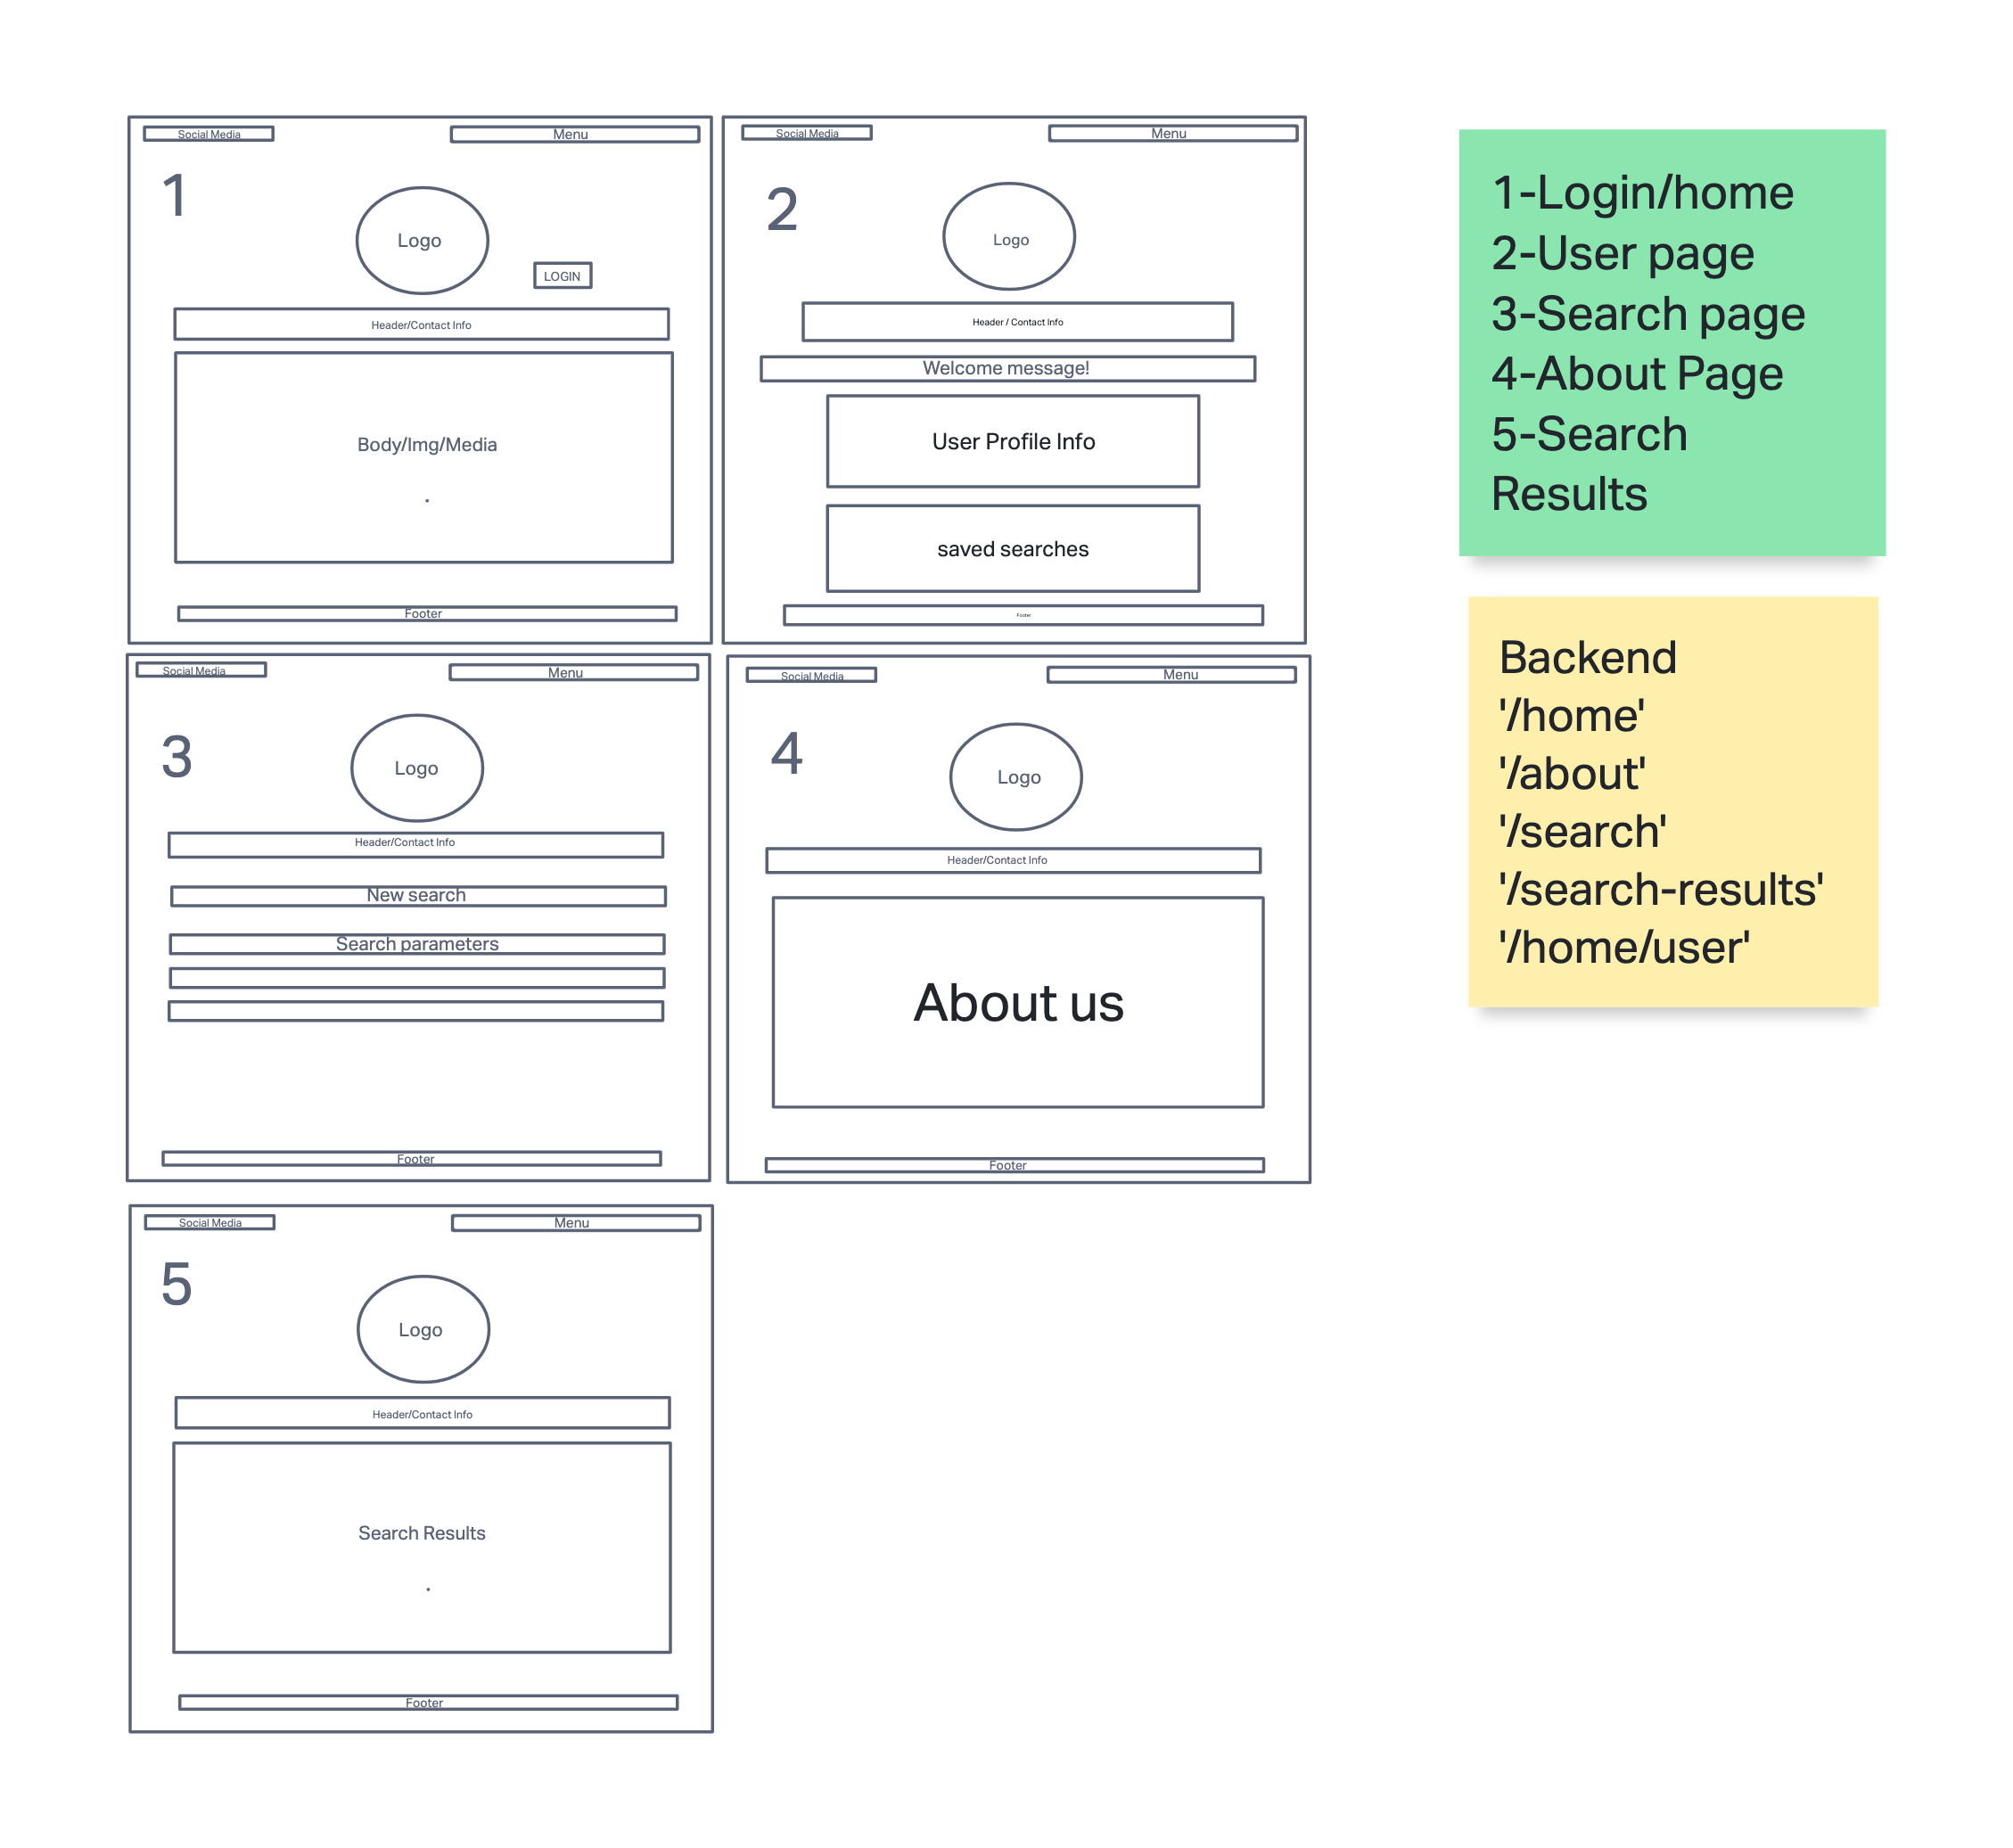 Social Media
Menu
1
Logo
LOGIN
Header/Contact Info
Body/Img/Media
.
Footer
Social Media
Menu
2
Logo
Header / Contact Info
Welcome message!
User Profile Info
saved searches
Footer
Social Media
Menu
3
Logo
Header/Contact Info
New search
Search parameters
Footer
Social Media
Menu
4
Logo
Header/Contact Info
About us
Footer
Social Media
Menu
5
Logo
Header/Contact Info
Search Results
.
Footer
1-Login/home
2-User page
3-Search page
4-About Page
5-Search
Results
Backend
'/home'
'/about'
'/search'
'/search-results'
'/home/user'